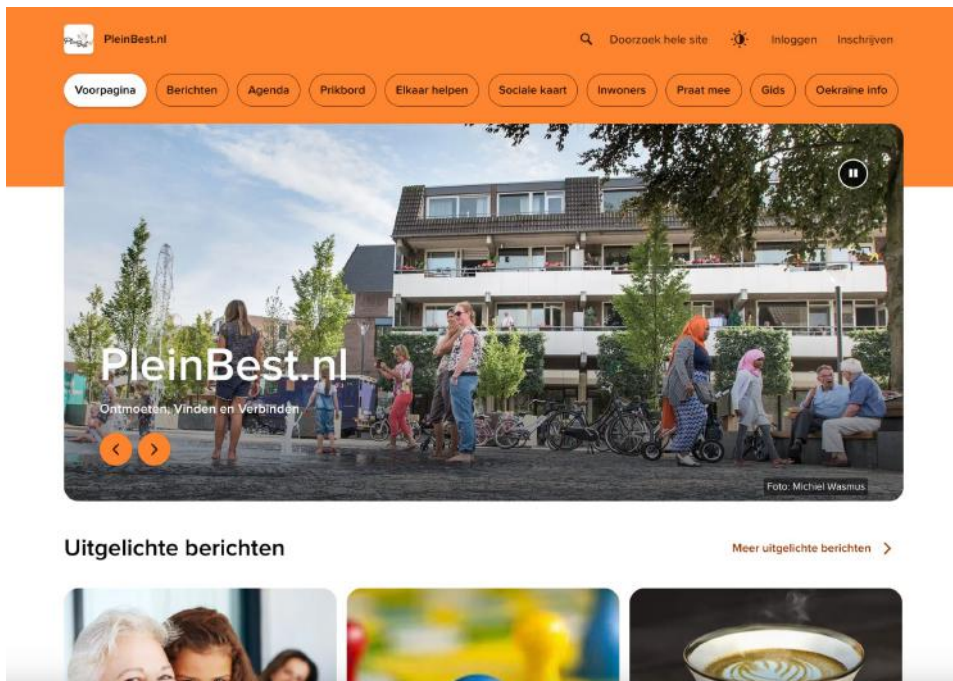 PleinBest.nl
Doorzoek hele site
Inloggen
Inschrijven
Voorpagina
Berichten
Agenda
Prikbord
Elkaar helpen
Sociale kaart
Inwoners
Praat mee
Gids
Oekraïne info
PleinBest.nl
Ontmoeten, Vinden en Verbinden
Foto: Michiel Wasmus
Uitgelichte berichten
Meer uitgelichte berichten